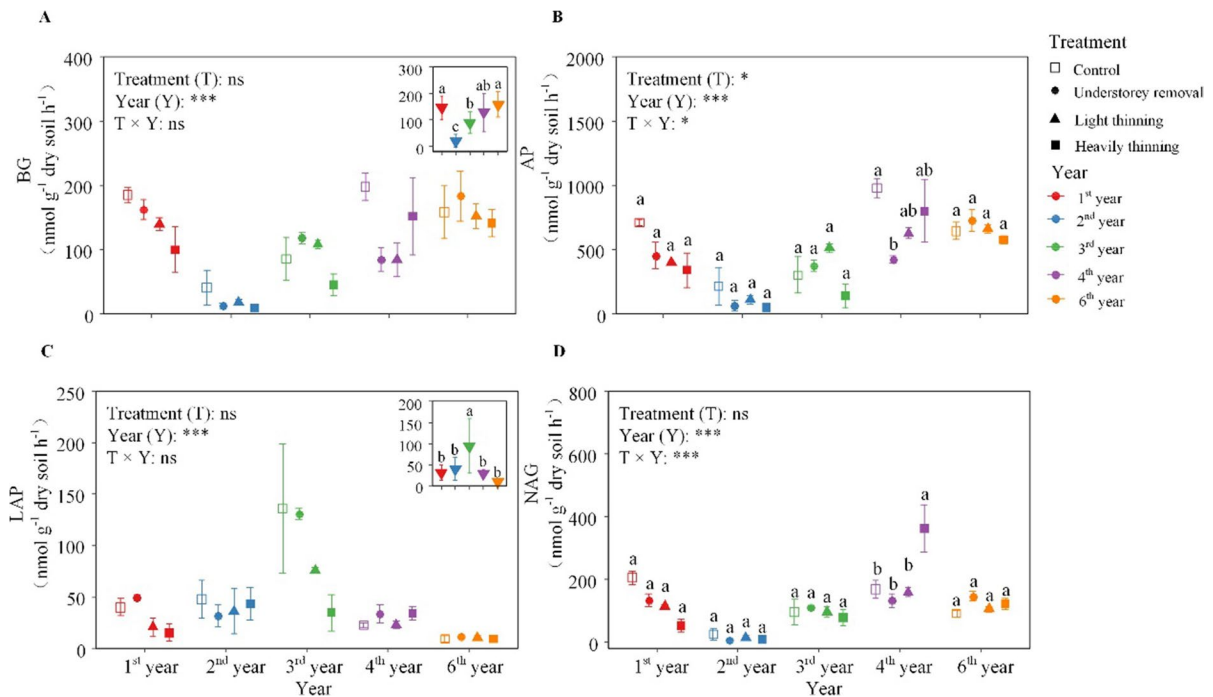 A
BG
(nmol g⁻¹ dry soil h⁻¹)
400
300
200
100
0
Treatment (T): ns
Year (Y): ***
T × Y: ns
300
200
100
0
a
c
b
ab
a
B
AP
(nmol g⁻¹ dry soil h⁻¹)
2000
1500
1000
500
0
Treatment (T): *
Year (Y): ***
T × Y: *
a
a
a
a
a
a
a
a
a
a
a
a
a
b
ab
ab
a
a
a
a
Treatment
Control
Understorey removal
Light thinning
Heavily thinning
Year
1ˢᵗ year
2ⁿᵈ year
3ʳᵈ year
4ᵗʰ year
6ᵗʰ year
C
LAP
(nmol g⁻¹ dry soil h⁻¹)
250
200
150
100
50
0
Treatment (T): ns
Year (Y): ***
T × Y: ns
200
150
100
50
0
b
b
a
b
b
1ˢᵗ year
2ⁿᵈ year
3ʳᵈ year
4ᵗʰ year
6ᵗʰ year
Year
D
NAG
(nmol g⁻¹ dry soil h⁻¹)
800
600
400
200
0
Treatment (T): ns
Year (Y): ***
T × Y: ***
a
a
a
a
a
a
a
a
a
a
a
a
b
b
b
a
a
a
a
a
1ˢᵗ year
2ⁿᵈ year
3ʳᵈ year
4ᵗʰ year
6ᵗʰ year
Year